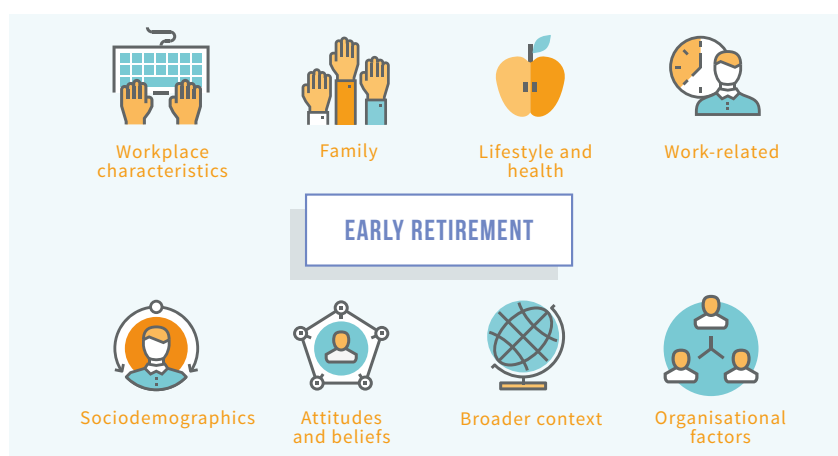 Workplace
characteristics
Family
Lifestyle and
health
Work-related
EARLY RETIREMENT
Sociodemographics
Attitudes
and beliefs
Broader context
Organisational
factors